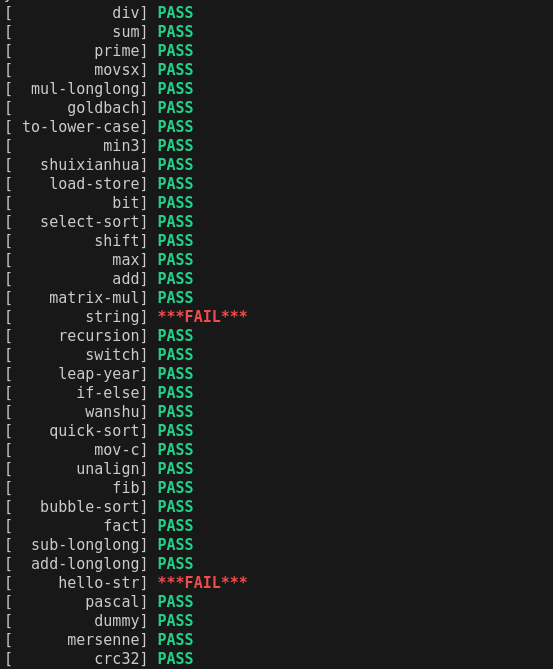 [           div] PASS
[           sum] PASS
[         prime] PASS
[         movsx] PASS
[  mul-longlong] PASS
[      goldbach] PASS
[ to-lower-case] PASS
[          min3] PASS
[   shuixianhua] PASS
[    load-store] PASS
[           bit] PASS
[   select-sort] PASS
[         shift] PASS
[           max] PASS
[           add] PASS
[    matrix-mul] PASS
[        string] ***FAIL***
[     recursion] PASS
[        switch] PASS
[     leap-year] PASS
[       if-else] PASS
[        wanshu] PASS
[    quick-sort] PASS
[         mov-c] PASS
[       unalign] PASS
[           fib] PASS
[   bubble-sort] PASS
[          fact] PASS
[  sub-longlong] PASS
[  add-longlong] PASS
[     hello-str] ***FAIL***
[        pascal] PASS
[         dummy] PASS
[      mersenne] PASS
[         crc32] PASS